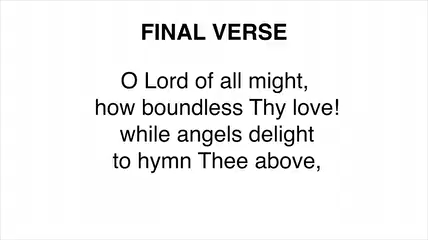 FINAL VERSE
O Lord of all might,
how boundless Thy love!
while angels delight
to hymn Thee above,